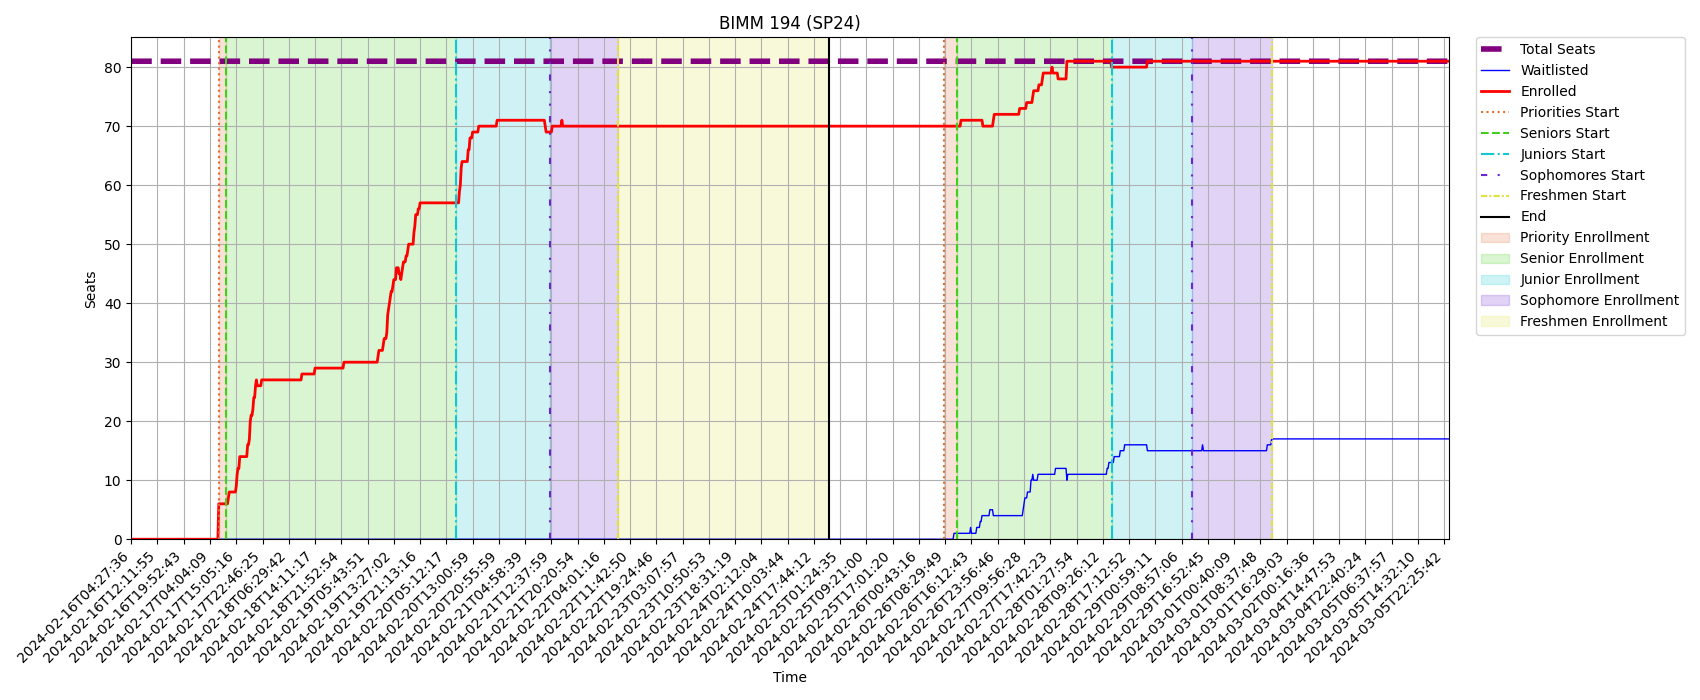 BIMM 194 (SP24)
Total Seats
Waitlisted
Enrolled
Priorities Start
Seniors Start
Juniors Start
Sophomores Start
Freshmen Start
End
Priority Enrollment
Senior Enrollment
Junior Enrollment
Sophomore Enrollment
Freshmen Enrollment
Seats
80
70
60
50
40
30
20
10
0
2024-02-16T04:27:36
2024-02-16T12:11:55
2024-02-16T19:52:43
2024-02-17T04:04:09
2024-02-17T15:05:16
2024-02-17T22:46:23
2024-02-18T06:29:42
2024-02-18T14:11:17
2024-02-18T21:52:54
2024-02-19T05:43:51
2024-02-19T13:27:02
2024-02-19T21:13:16
2024-02-20T05:12:17
2024-02-20T13:00:59
2024-02-20T20:55:59
2024-02-21T04:58:39
2024-02-21T12:37:59
2024-02-21T20:20:54
2024-02-22T04:01:16
2024-02-22T11:42:50
2024-02-22T19:24:46
2024-02-23T03:07:57
2024-02-23T10:50:53
2024-02-23T18:31:19
2024-02-24T02:12:04
2024-02-24T10:03:44
2024-02-24T17:44:12
2024-02-25T01:24:35
2024-02-25T09:21:00
2024-02-25T17:01:20
2024-02-26T00:43:16
2024-02-26T08:29:49
2024-02-26T16:12:43
2024-02-26T23:56:46
2024-02-27T09:56:28
2024-02-27T17:42:23
2024-02-28T01:27:54
2024-02-28T09:26:12
2024-02-28T17:12:52
2024-02-29T00:59:11
2024-02-29T08:57:06
2024-02-29T16:52:45
2024-03-01T00:40:09
2024-03-01T08:37:48
2024-03-01T16:29:03
2024-03-02T00:16:36
2024-03-04T14:47:53
2024-03-04T22:40:24
2024-03-05T06:37:57
2024-03-05T14:32:10
2024-03-05T22:25:42
Time